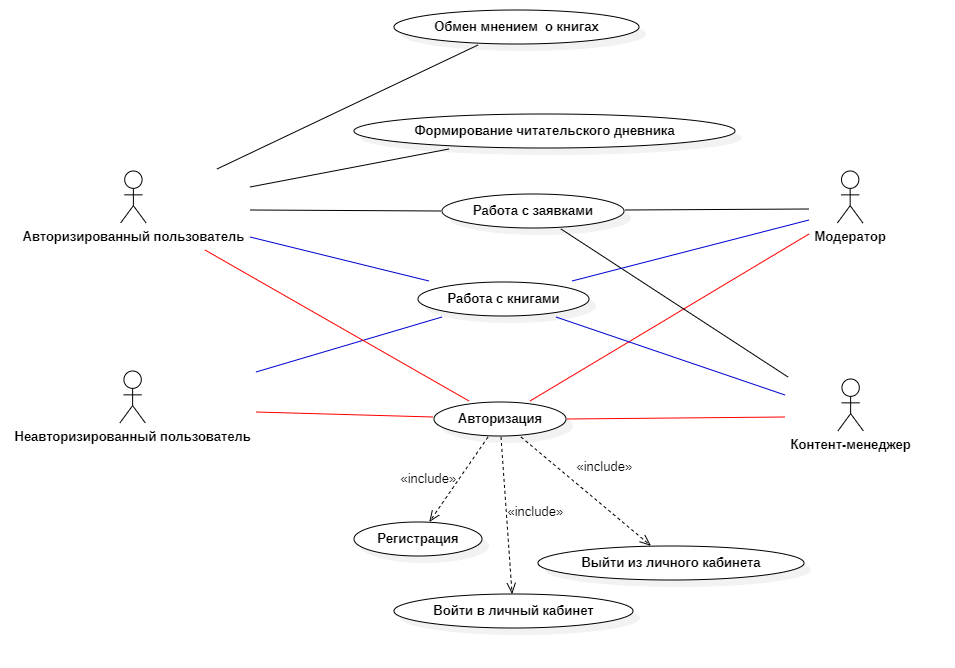 Обмен мнением  о книгах
Формирование читательского дневника
Работа с заявками
Авторизированный пользователь
Модератор
Работа с книгами
Авторизация
Неавторизированный пользователь
Контент-менеджер
«include»
«include»
«include»
Регистрация
Выйти из личного кабинета
Войти в личный кабинет